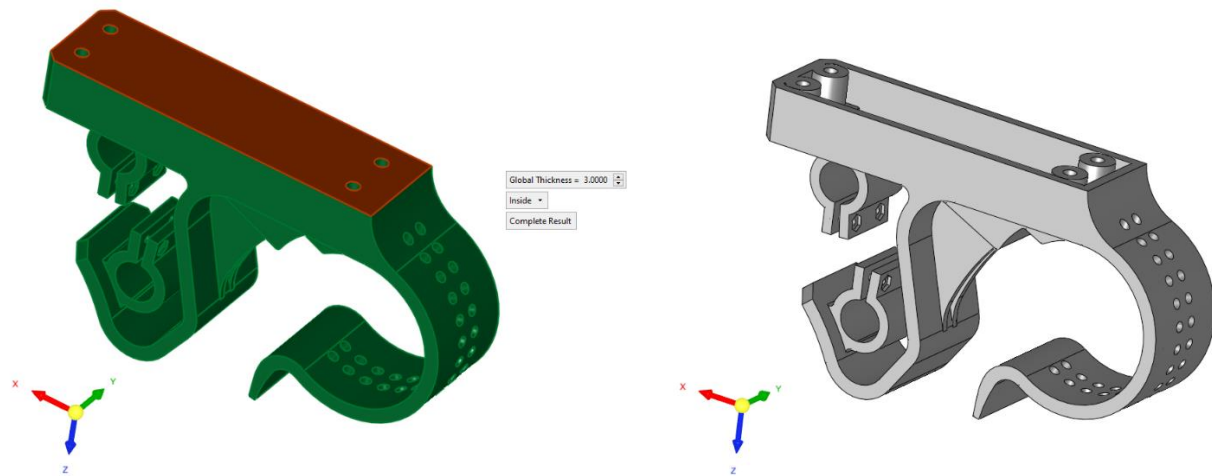 Global Thickness = 3.0000
Inside
Complete Result
X
Y
Z
X
Y
Z